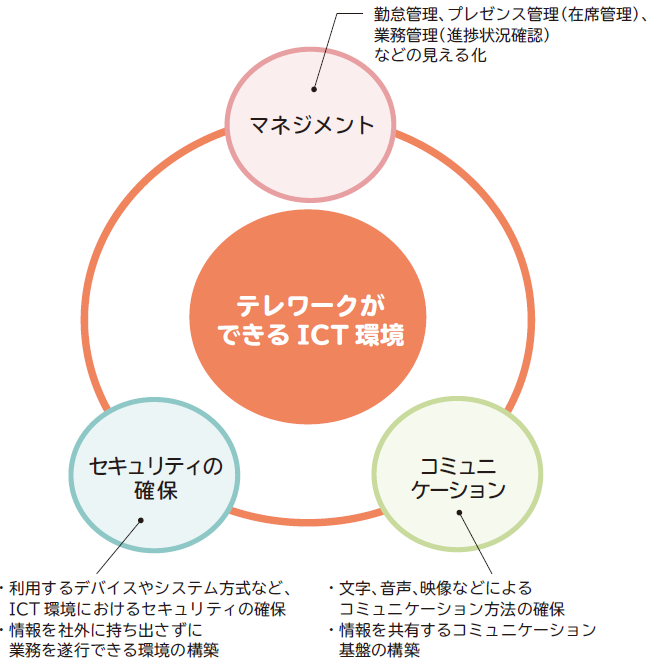 勤怠管理、プレゼンス管理（在席管理）、
業務管理（進捗状況確認）
などの見える化
マネジメント
テレワークが
できるICT環境
セキュリティの
確保
コミュニ
ケーション
・利用するデバイスやシステム方式など、
ICT環境におけるセキュリティの確保
・情報を社外に持ち出さずに
業務を遂行できる環境の構築
・文字、音声、映像などによる
コミュニケーション方法の確保
・情報を共有するコミュニケーション
基盤の構築